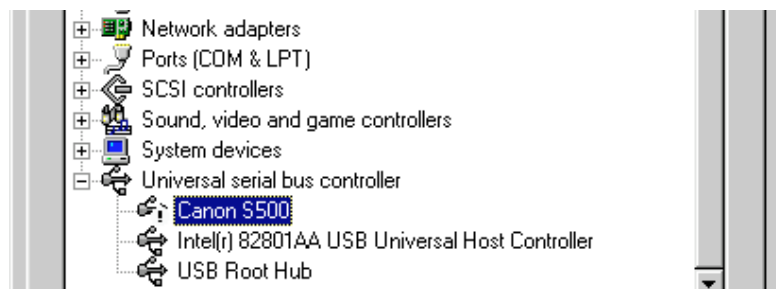 Network adapters
Ports (COM & LPT)
SCSI controllers
Sound, video and game controllers
System devices
Universal serial bus controller
Canon S500
Intel(r) 82801AA USB Universal Host Controller
USB Root Hub